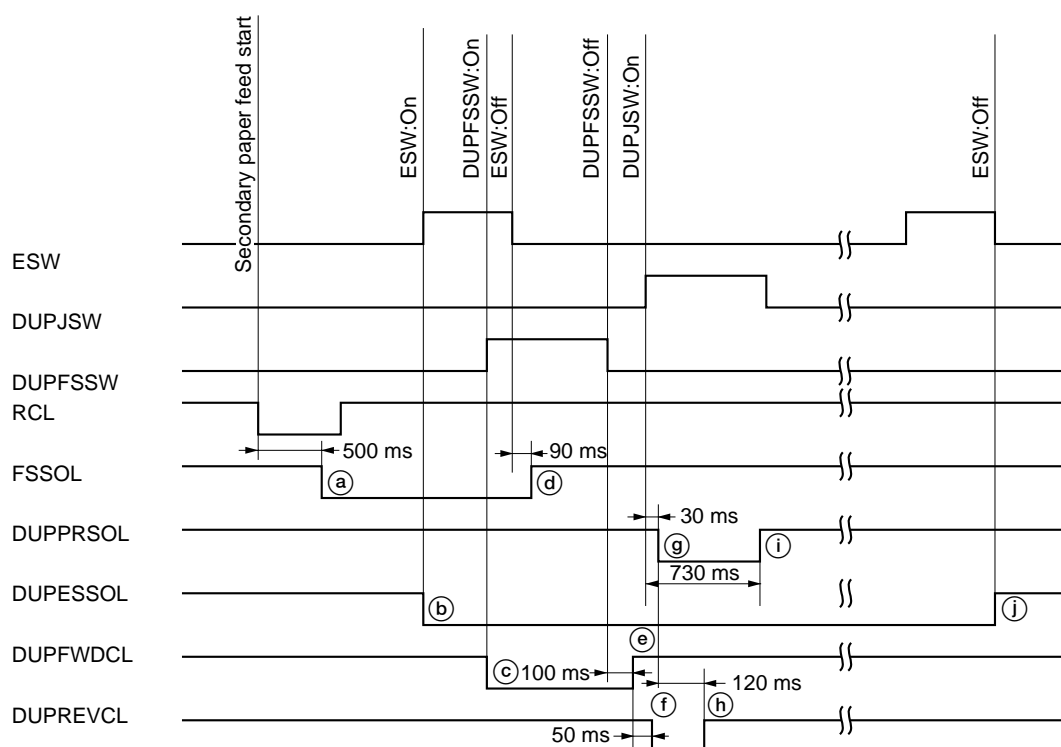 Secondary paper feed start
ESW:On
DUPFSSW:On
ESW:Off
DUPFSSW:Off
DUPJSW:On
ESW:Off
ESW
DUPJSW
DUPFSSW
RCL
500 ms
90 ms
FSSOL
a
d
30 ms
DUPPRSOL
g
i
730 ms
DUPESSOL
b
j
e
DUPFWDCL
c
100 ms
120 ms
f
h
DUPREVCL
50 ms